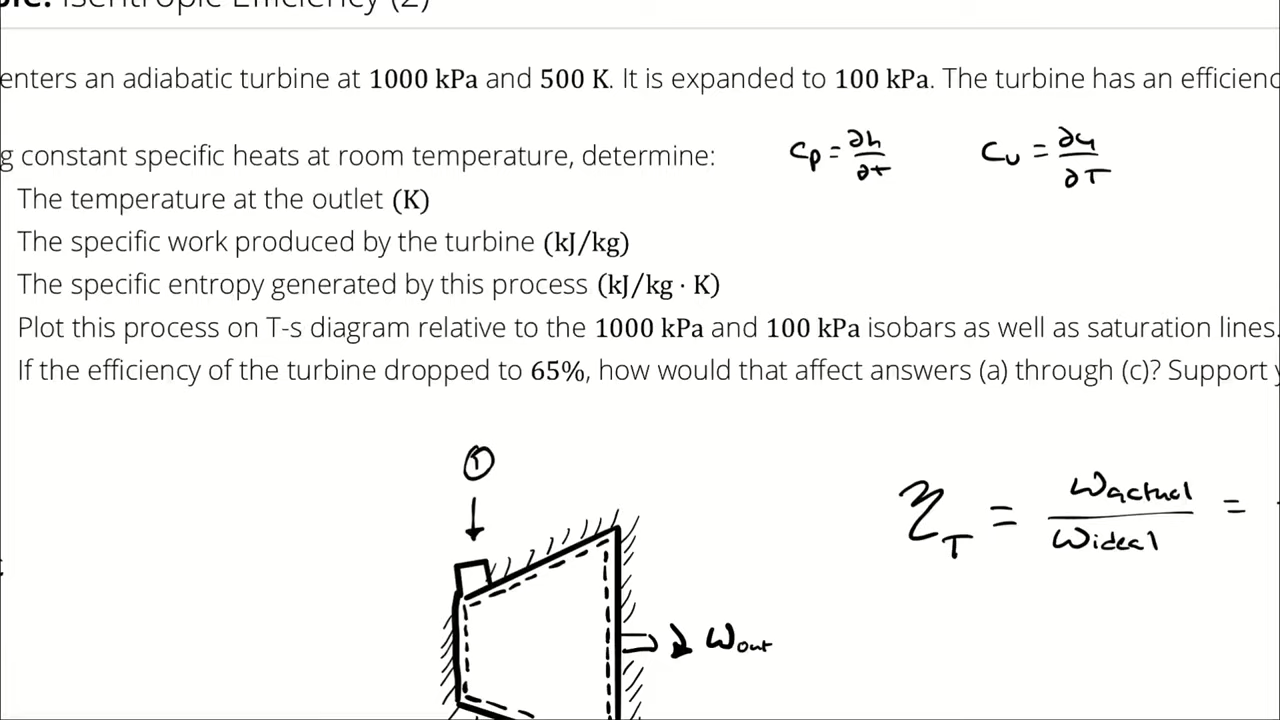 Isentropic Efficiency (2)
enters an adiabatic turbine at 1000 kPa and 500 K. It is expanded to 100 kPa. The turbine has an efficienc
g constant specific heats at room temperature, determine:
Cp = ∂h/∂T Cv = ∂u/∂T
The temperature at the outlet (K)
The specific work produced by the turbine (kJ/kg)
The specific entropy generated by this process (kJ/kg · K)
Plot this process on T-s diagram relative to the 1000 kPa and 100 kPa isobars as well as saturation lines.
If the efficiency of the turbine dropped to 65%, how would that affect answers (a) through (c)? Support
①
ηT = Wactual / Wideal =
Wout